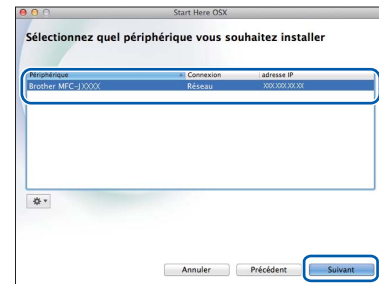 Start Here OSX
Sélectionnez quel périphérique vous souhaitez installer
Périphérique Connexion adresse IP
Brother MFC-JXXXX Réseau XXX.XXX.XX.XX
Annuler Précédent Suivant